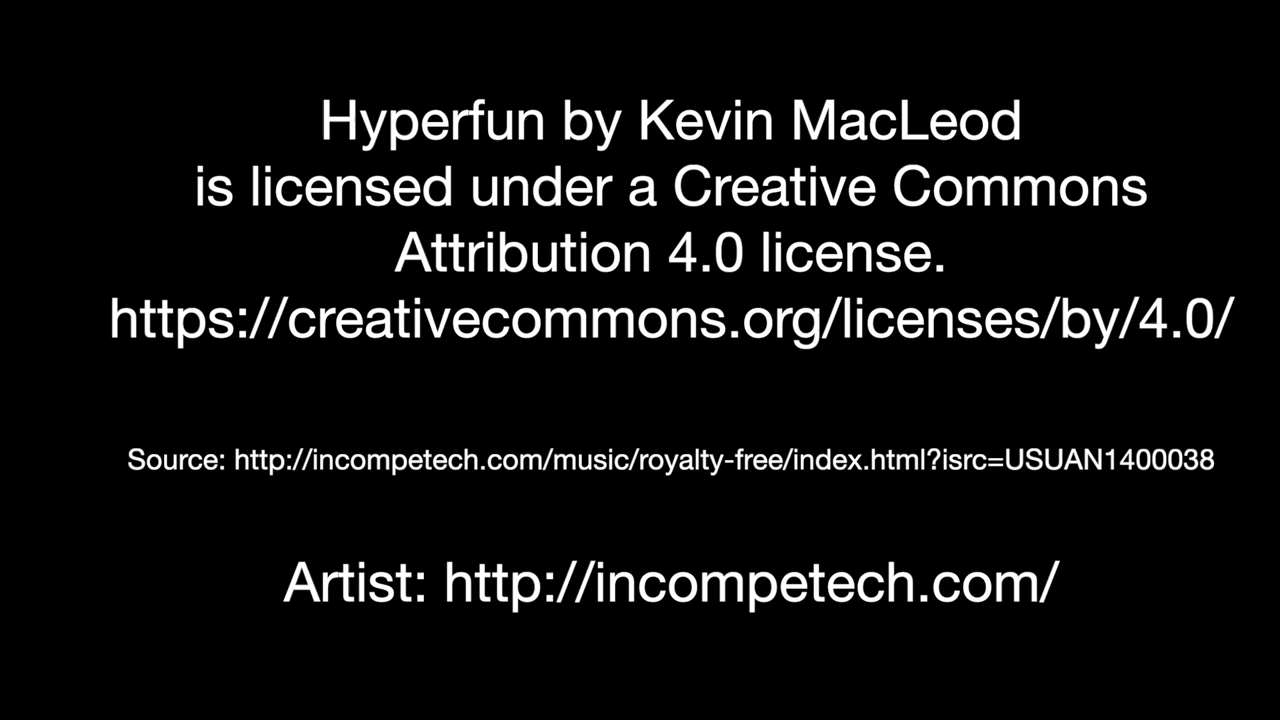 Hyperfun by Kevin MacLeod
is licensed under a Creative Commons
Attribution 4.0 license.
https://creativecommons.org/licenses/by/4.0/
Source: http://incompetech.com/music/royalty-free/index.html?isrc=USUAN1400038
Artist: http://incompetech.com/